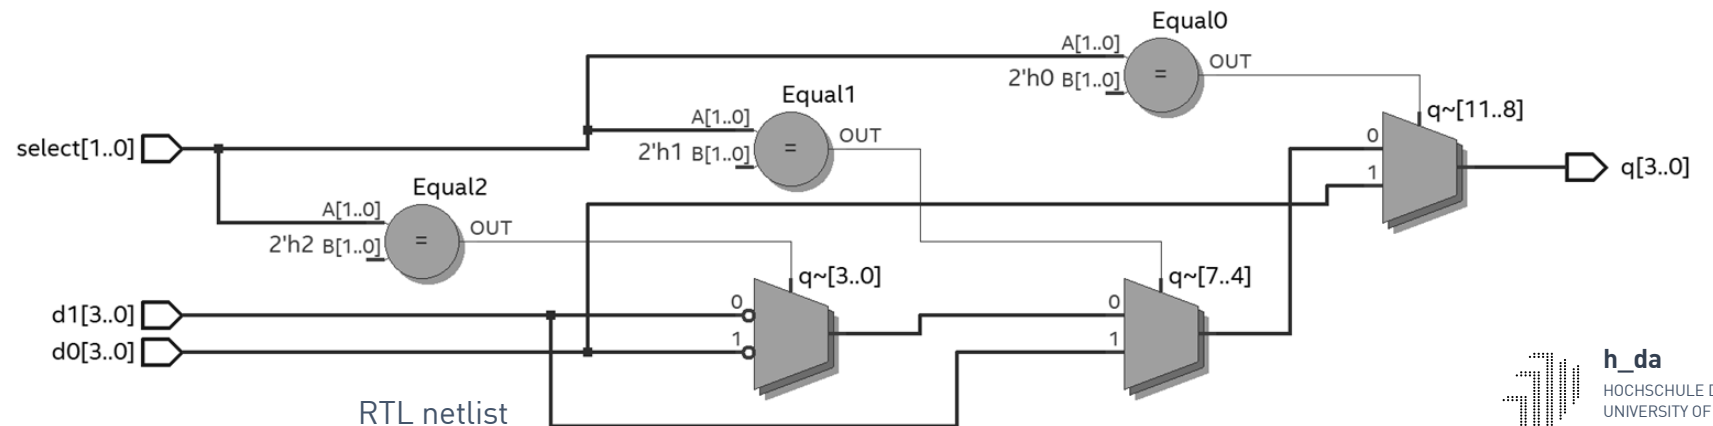 Equal0
A[1..0]
2'h0 B[1..0]
=
OUT
Equal1
A[1..0]
2'h1 B[1..0]
=
OUT
q~[11..8]
0
1
select[1..0]
q[3..0]
Equal2
A[1..0]
2'h2 B[1..0]
=
OUT
q~[3..0]
0
1
q~[7..4]
0
1
d1[3..0]
d0[3..0]
RTL netlist
h_da
HOCHSCHULE
UNIVERSITY OF